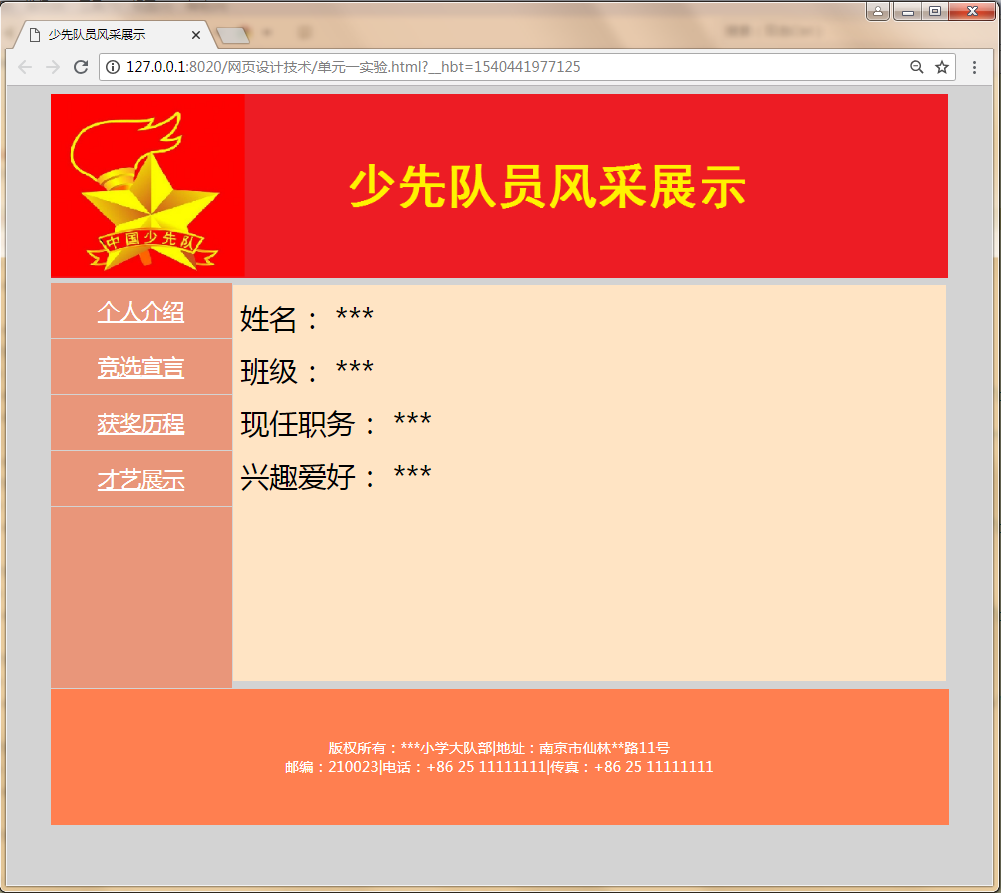 少先队员风采展示
127.0.0.1:8020/网页设计技术/单元一实验.html?__hbt=1540441977125
中国少先队
少先队员风采展示
个人介绍
竞选宣言
获奖历程
才艺展示
姓名： ***
班级： ***
现任职务： ***
兴趣爱好： ***
版权所有：***小学大队部|地址：南京市仙林**路11号
邮编：210023|电话：+86 25 11111111|传真：+86 25 11111111